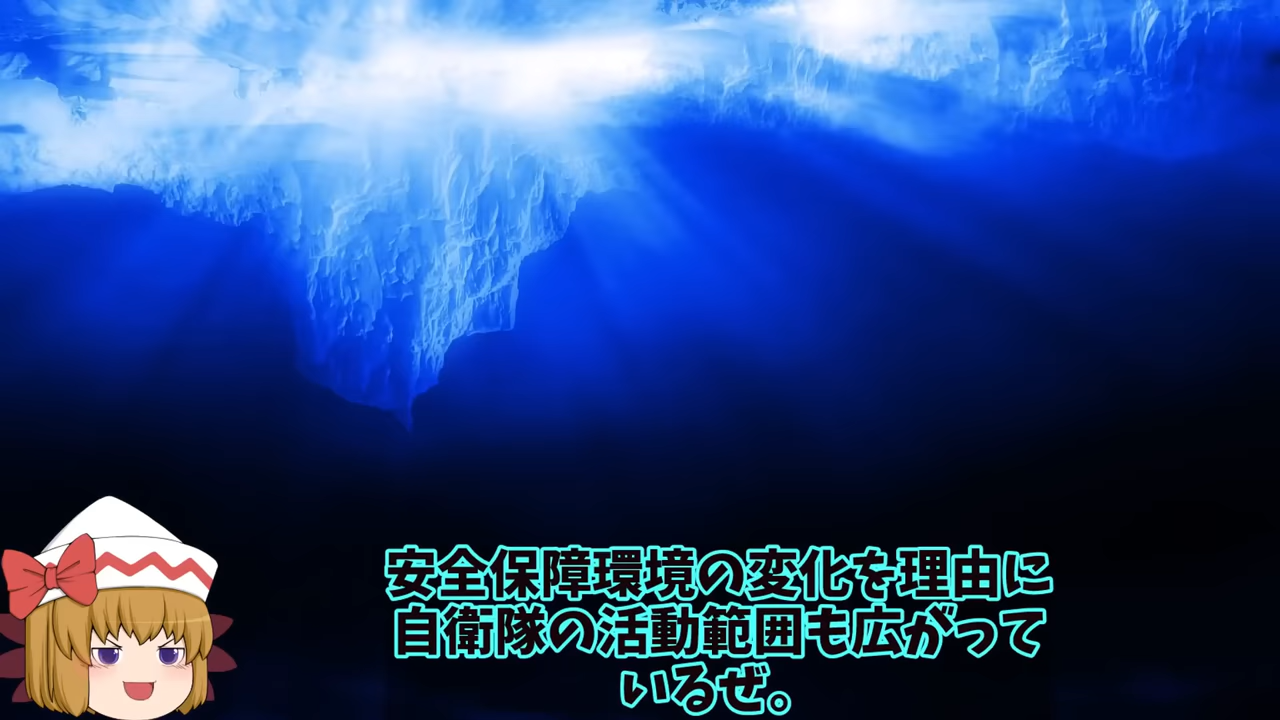 安全保障環境の変化を理由に
自衛隊の活動範囲も広がって
いるぜ。